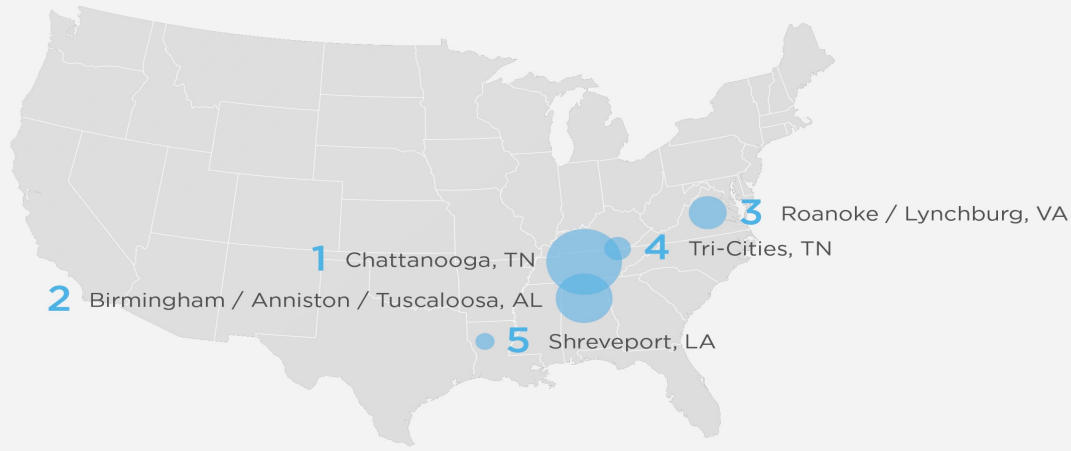 3 Roanoke / Lynchburg, VA
4 Tri-Cities, TN
1 Chattanooga, TN
2 Birmingham / Anniston / Tuscaloosa, AL
5 Shreveport, LA